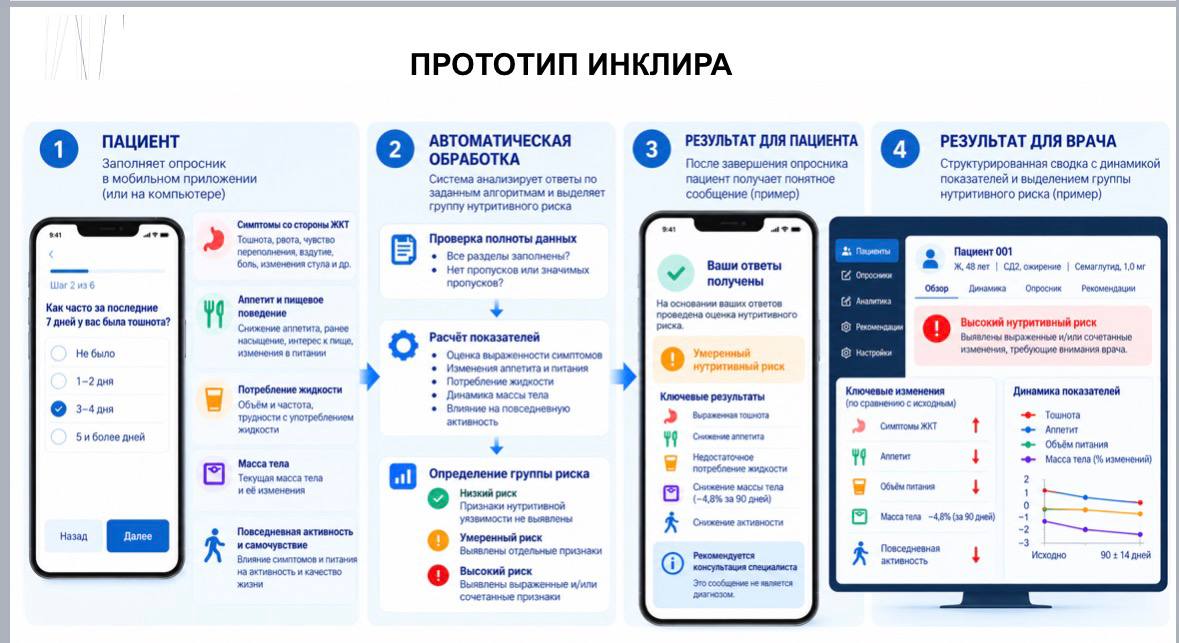 ПРОТОТИП ИНКЛИРА
1
ПАЦИЕНТ
Заполняет опросник
в мобильном приложении
(или на компьютере)
9:41
Шаг 2 из 6
Как часто за последние
7 дней у вас была тошнота?
Не было
1–2 дня
3–4 дня
5 и более дней
Назад
Далее
Симптомы со стороны ЖКТ
Тошнота, рвота, чувство
переполнения, вздутие,
боль, изменения стула и др.
Аппетит и пищевое
поведение
Снижение аппетита, ранее
насыщение, интерес к пище,
изменения в питании
Потребление жидкости
Объём и частота,
трудности с употреблением
жидкости
Масса тела
Текущая масса тела
и её изменения
Повседневная активность
и самочувствие
Влияние симптомов и питания
на активность и качество
жизни
2
АВТОМАТИЧЕСКАЯ
ОБРАБОТКА
Система анализирует ответы по
заданным алгоритмам и выделяет
группу нутритивного риска
Проверка полноты данных
• Все разделы заполнены?
• Нет пропусков или значимых
пропусков?
Расчёт показателей
• Оценка выраженности симптомов
• Изменения аппетита и питания
• Потребление жидкости
• Динамика массы тела
• Влияние на повседневную
активность
Определение группы риска
Низкий риск
Признаки нутритивной
уязвимости не выявлены
Умеренный риск
Выявлены отдельные признаки
Высокий риск
Выявлены выраженные и/или
сочетанные признаки
3
РЕЗУЛЬТАТ ДЛЯ ПАЦИЕНТА
После завершения опросника
пациент получает понятное
сообщение (пример)
9:41
Ваши ответы
получены
На основании ваших ответов
проведена оценка нутритивного
риска.
Умеренный
нутритивный риск
Ключевые результаты
Выраженная тошнота
Снижение аппетита
Недостаточное
потребление жидкости
Снижение массы тела
(−4,8% за 90 дней)
Снижение активности
Рекомендуется
консультация специалиста
Это сообщение не является
диагнозом.
4
РЕЗУЛЬТАТ ДЛЯ ВРАЧА
Структурированная сводка с динамикой
показателей и выделением группы
нутритивного риска (пример)
Пациенты
Опросники
Аналитика
Рекомендации
Настройки
Пациент 001
Ж, 48 лет | СД2, ожирение | Семаглутид, 1,0 мг
Обзор Динамика Опросник Рекомендации
Высокий нутритивный риск
Выявлены выраженные и/или сочетанные
изменения, требующие внимания врача.
Ключевые изменения
(по сравнению с исходным)
Симптомы ЖКТ
Аппетит
Объём питания
Масса тела −4,8% (за 90 дней)
Повседневная
активность
Динамика показателей
Тошнота
Аппетит
Объём питания
Масса тела (% изменений)
2
1
0
−1
−2
−3
Исходно 90 ± 14 дней